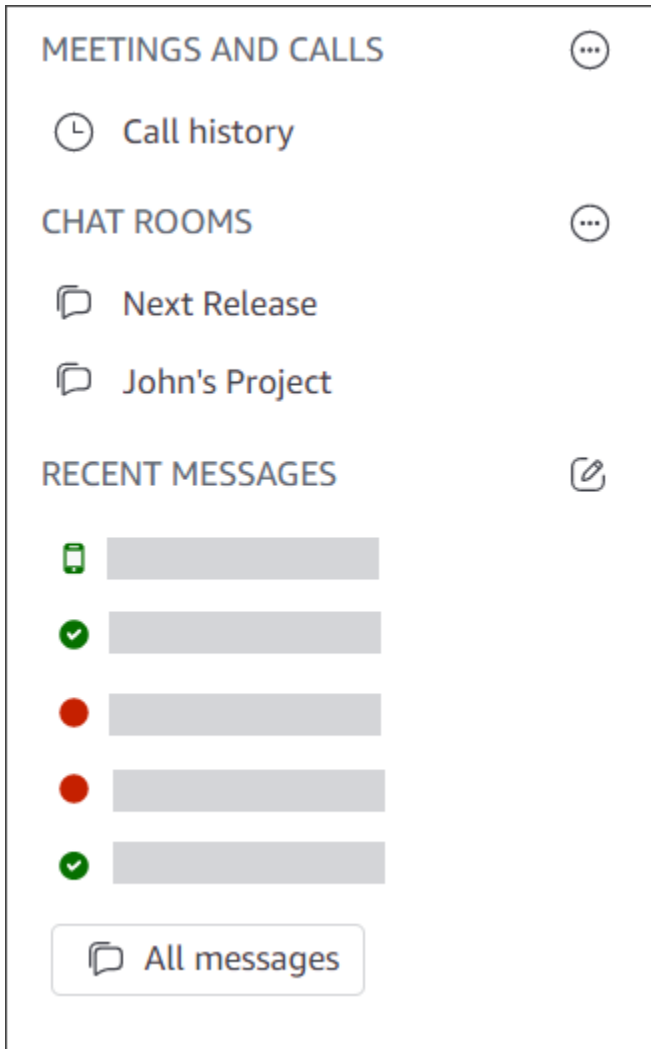 MEETINGS AND CALLS
Call history
CHAT ROOMS
Next Release
John's Project
RECENT MESSAGES
All messages